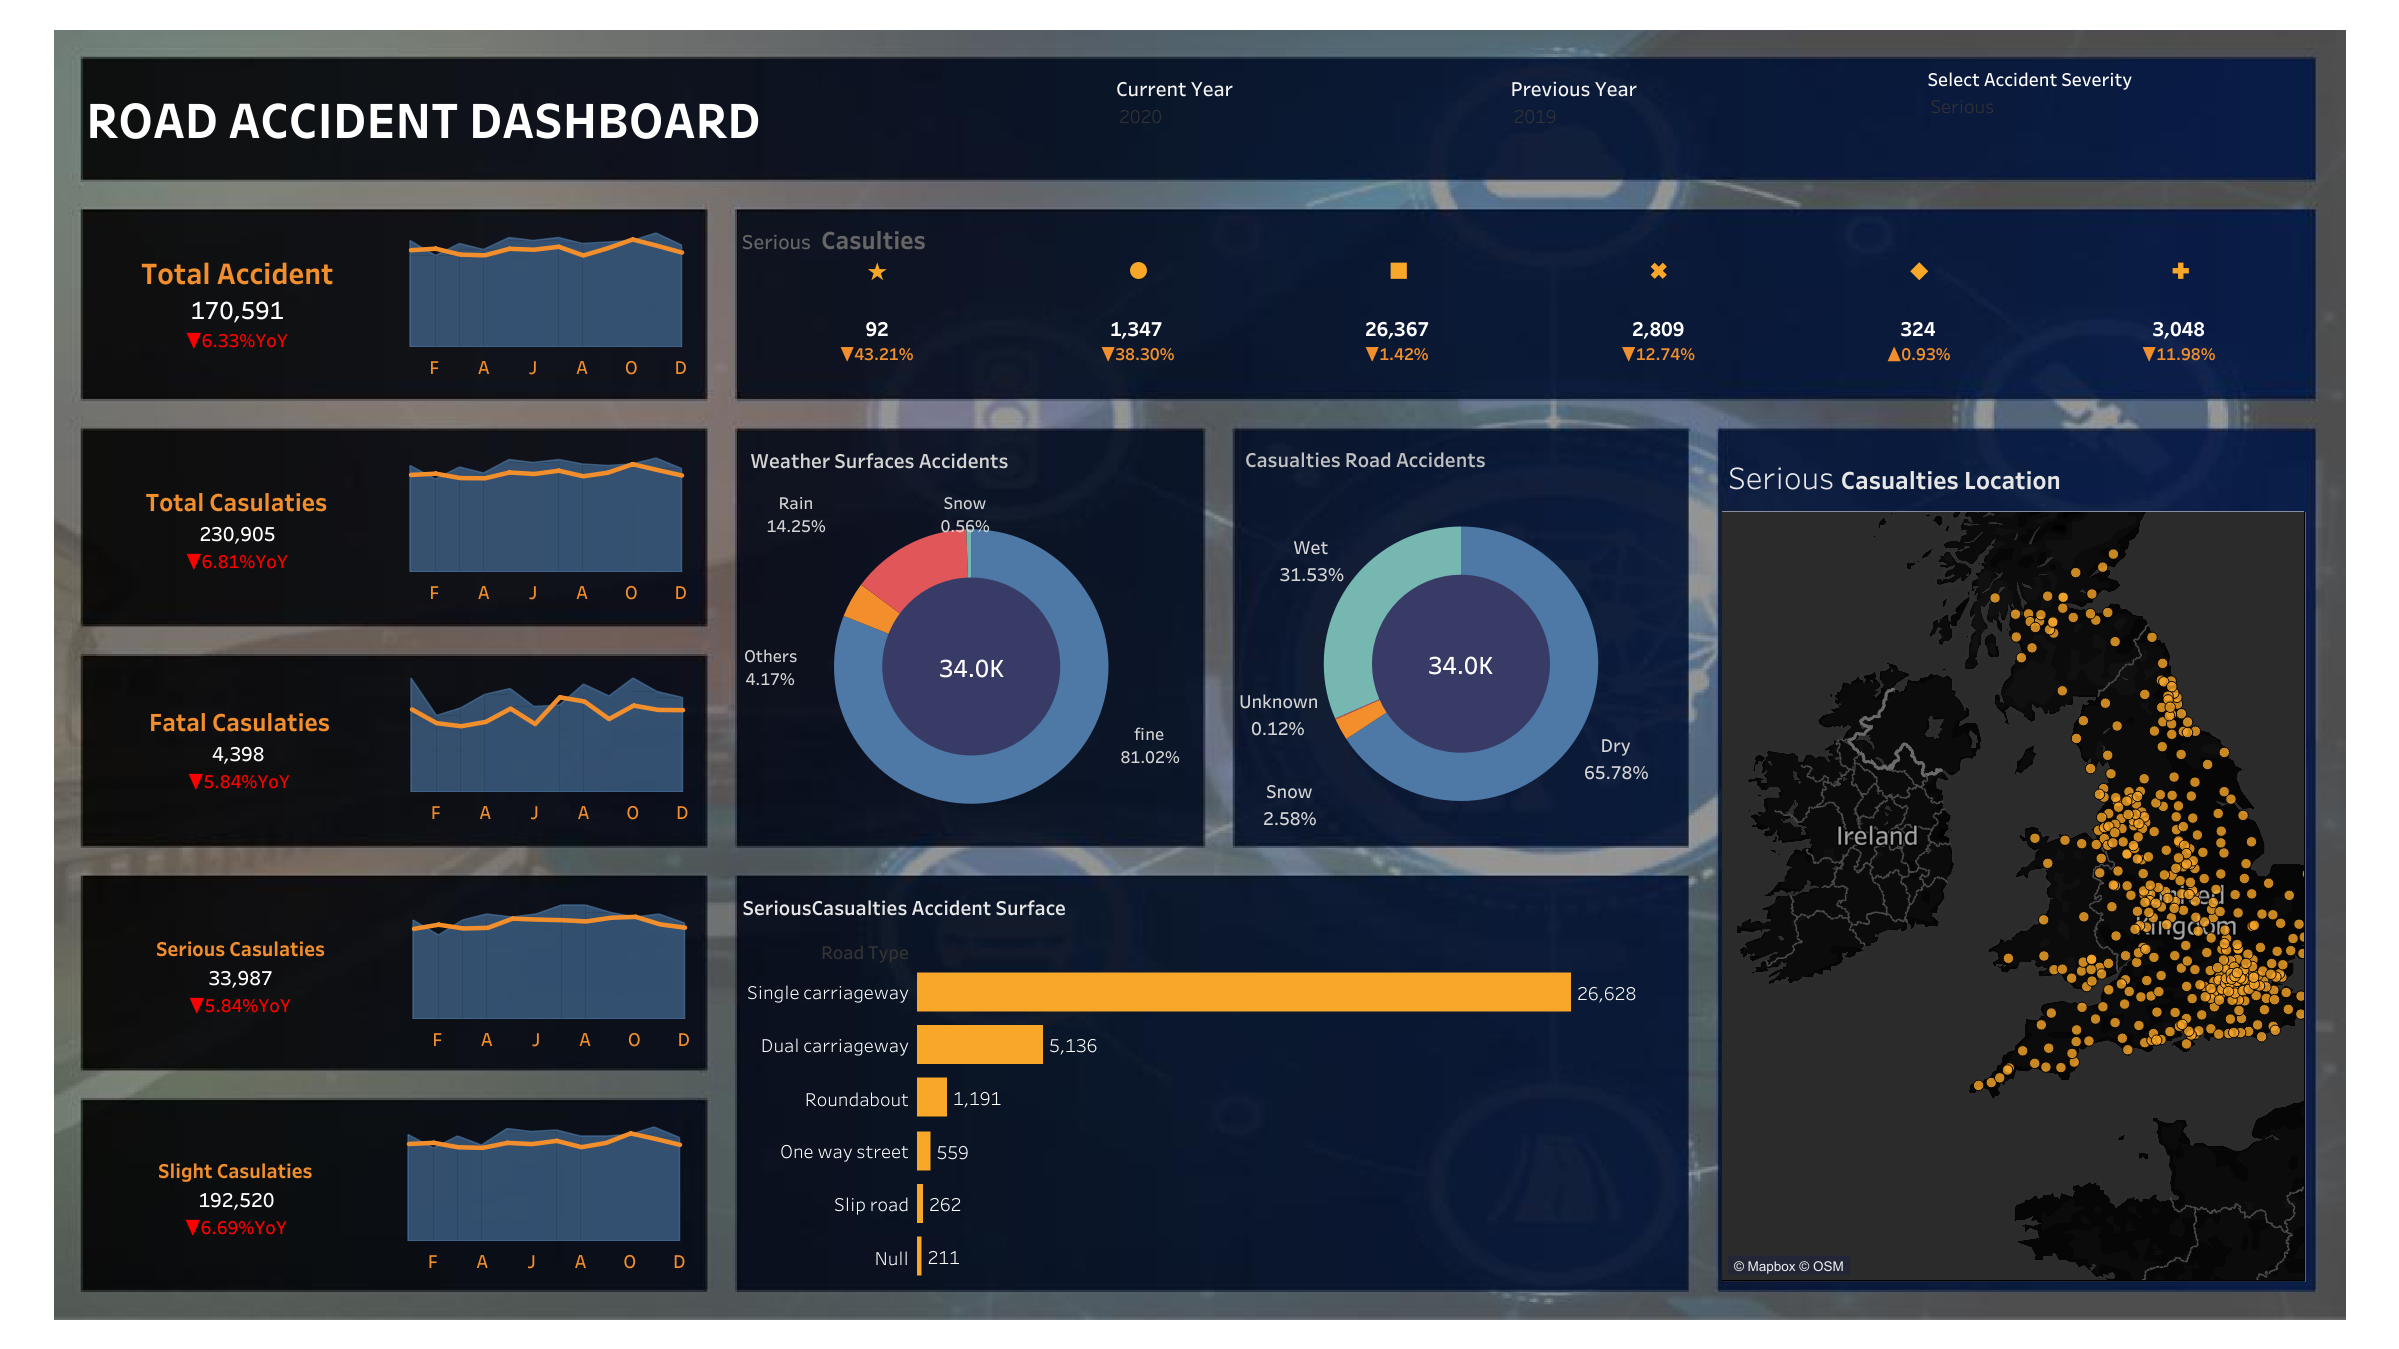 ROAD ACCIDENT DASHBOARD
Current Year
2020
Previous Year
2019
Select Accident Severity
Serious
Total Accident
170,591
▼6.33%YoY
F A J A O D
Serious Casulties
92
▼43.21%
1,347
▼38.30%
26,367
▼1.42%
2,809
▼12.74%
324
▲0.93%
3,048
▼11.98%
Total Casulaties
230,905
▼6.81%YoY
F A J A O D
Fatal Casulaties
4,398
▼5.84%YoY
F A J A O D
Serious Casulaties
33,987
▼5.84%YoY
F A J A O D
Slight Casulaties
192,520
▼6.69%YoY
F A J A O D
Weather Surfaces Accidents
Rain
14.25%
Snow
0.56%
Others
4.17%
34.0K
fine
81.02%
Casualties Road Accidents
Wet
31.53%
Unknown
0.12%
34.0K
Dry
65.78%
Snow
2.58%
SeriousCasualties Accident Surface
Road Type
Single carriageway 26,628
Dual carriageway 5,136
Roundabout 1,191
One way street 559
Slip road 262
Null 211
Serious Casualties Location
Ireland
United
Kingdom
© Mapbox © OSM